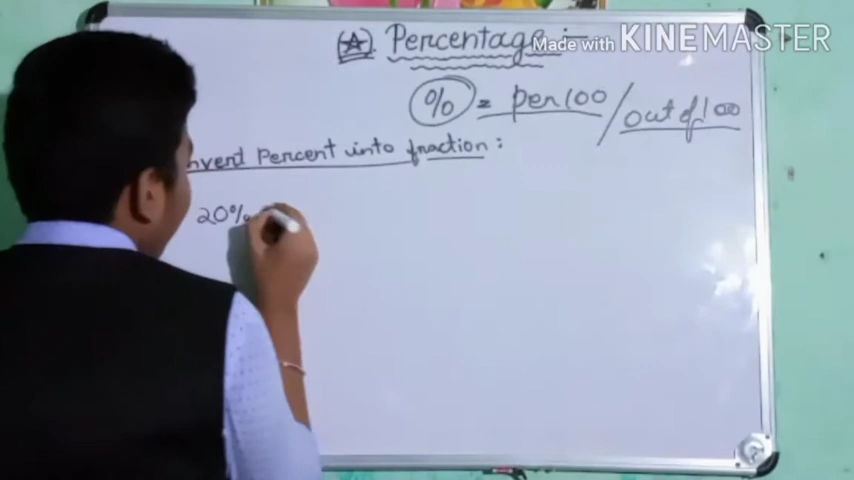 (☆). Percentage :-
Made with KINEMASTER
% = per 100 / out of 100
nvert Percent into fraction :
20%